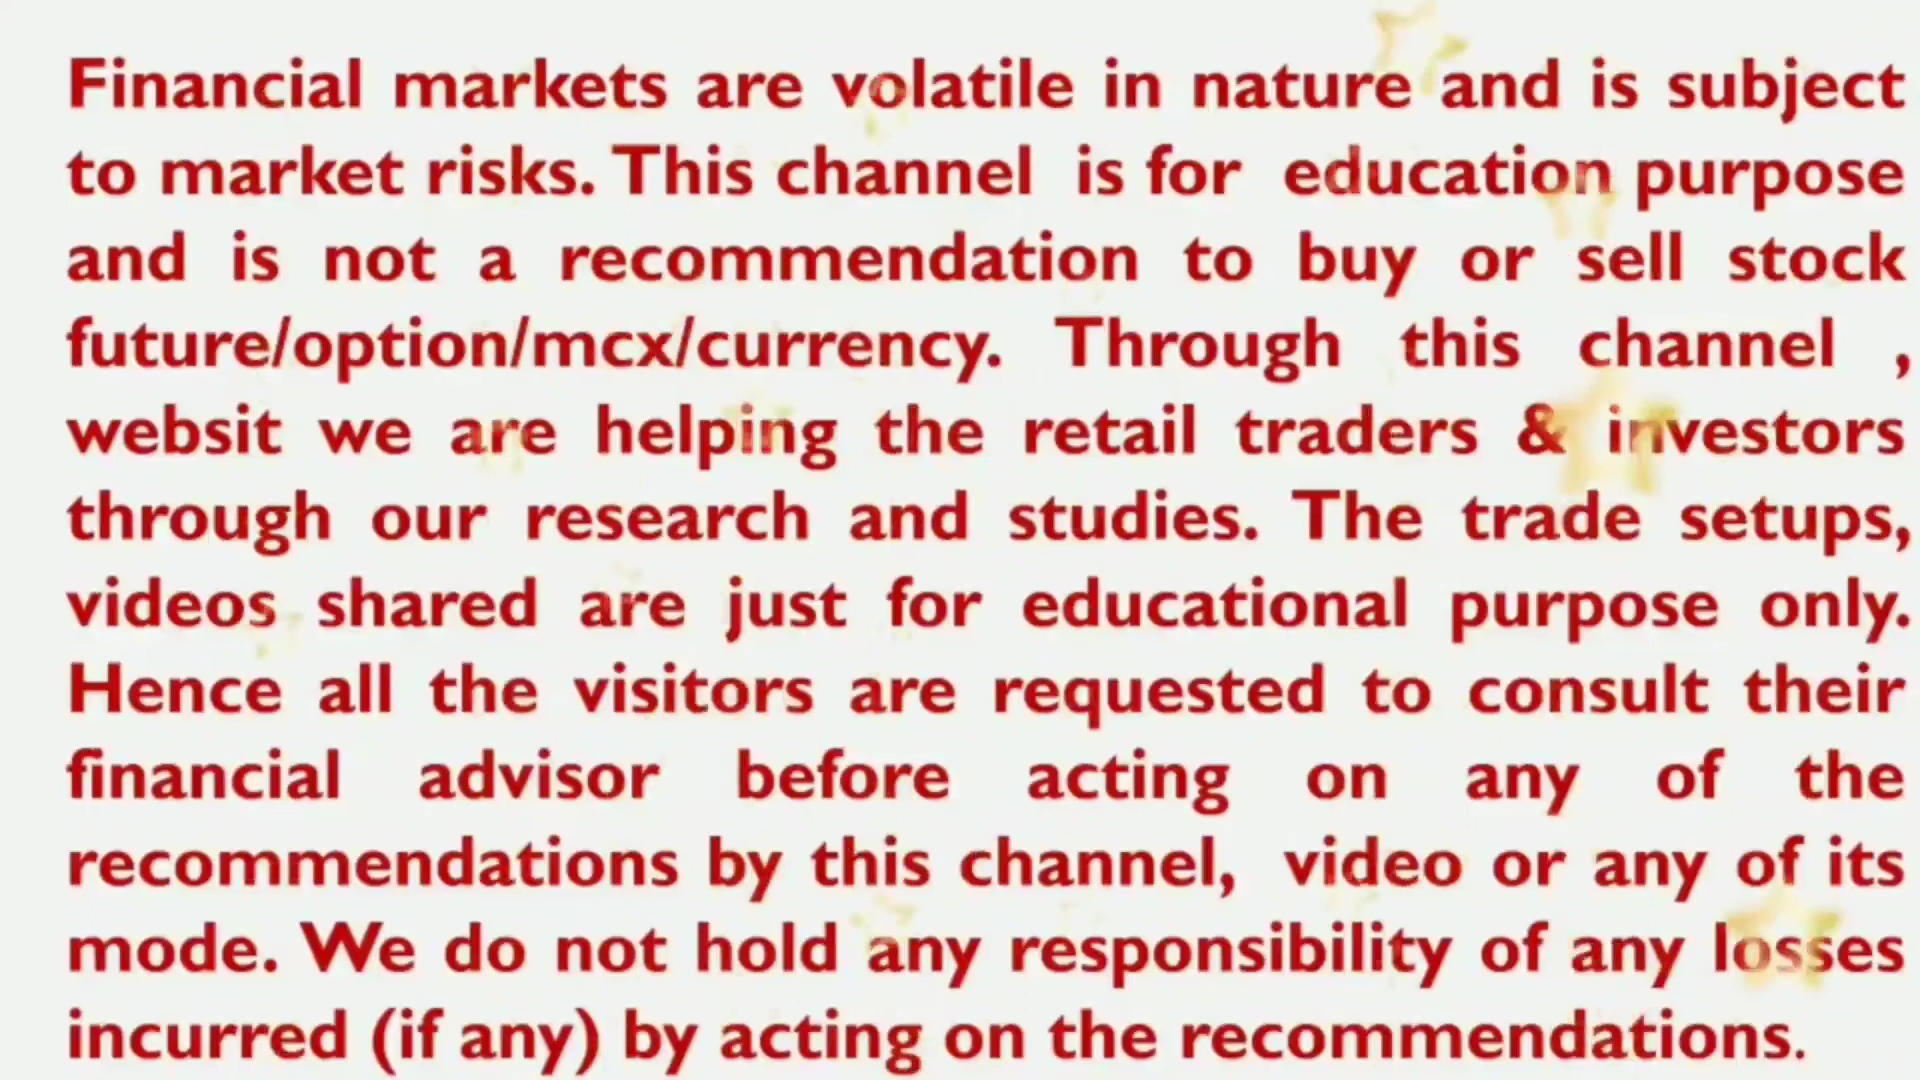 Financial markets are volatile in nature and is subject
to market risks. This channel is for education purpose
and is not a recommendation to buy or sell stock
future/option/mcx/currency. Through this channel ,
websit we are helping the retail traders & investors
through our research and studies. The trade setups,
videos shared are just for educational purpose only.
Hence all the visitors are requested to consult their
financial advisor before acting on any of the
recommendations by this channel, video or any of its
mode. We do not hold any responsibility of any losses
incurred (if any) by acting on the recommendations.